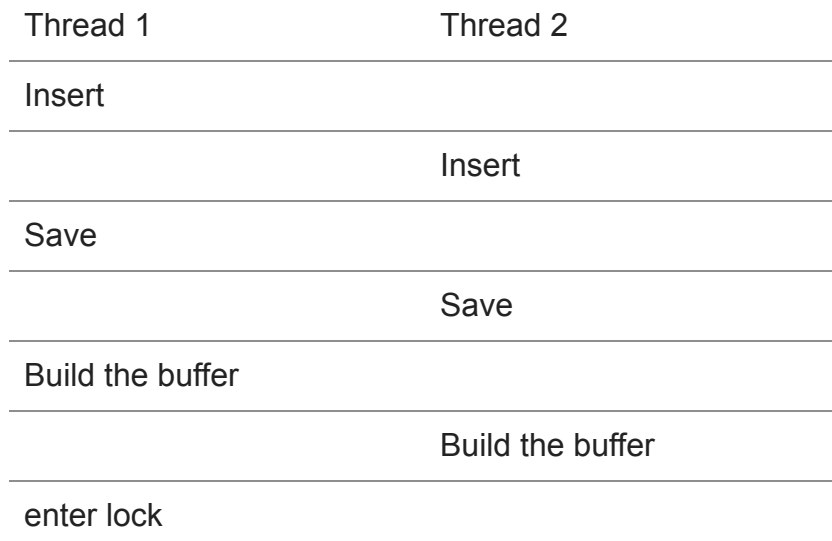 Thread 1 Thread 2
Insert
Insert
Save
Save
Build the buffer
Build the buffer
enter lock